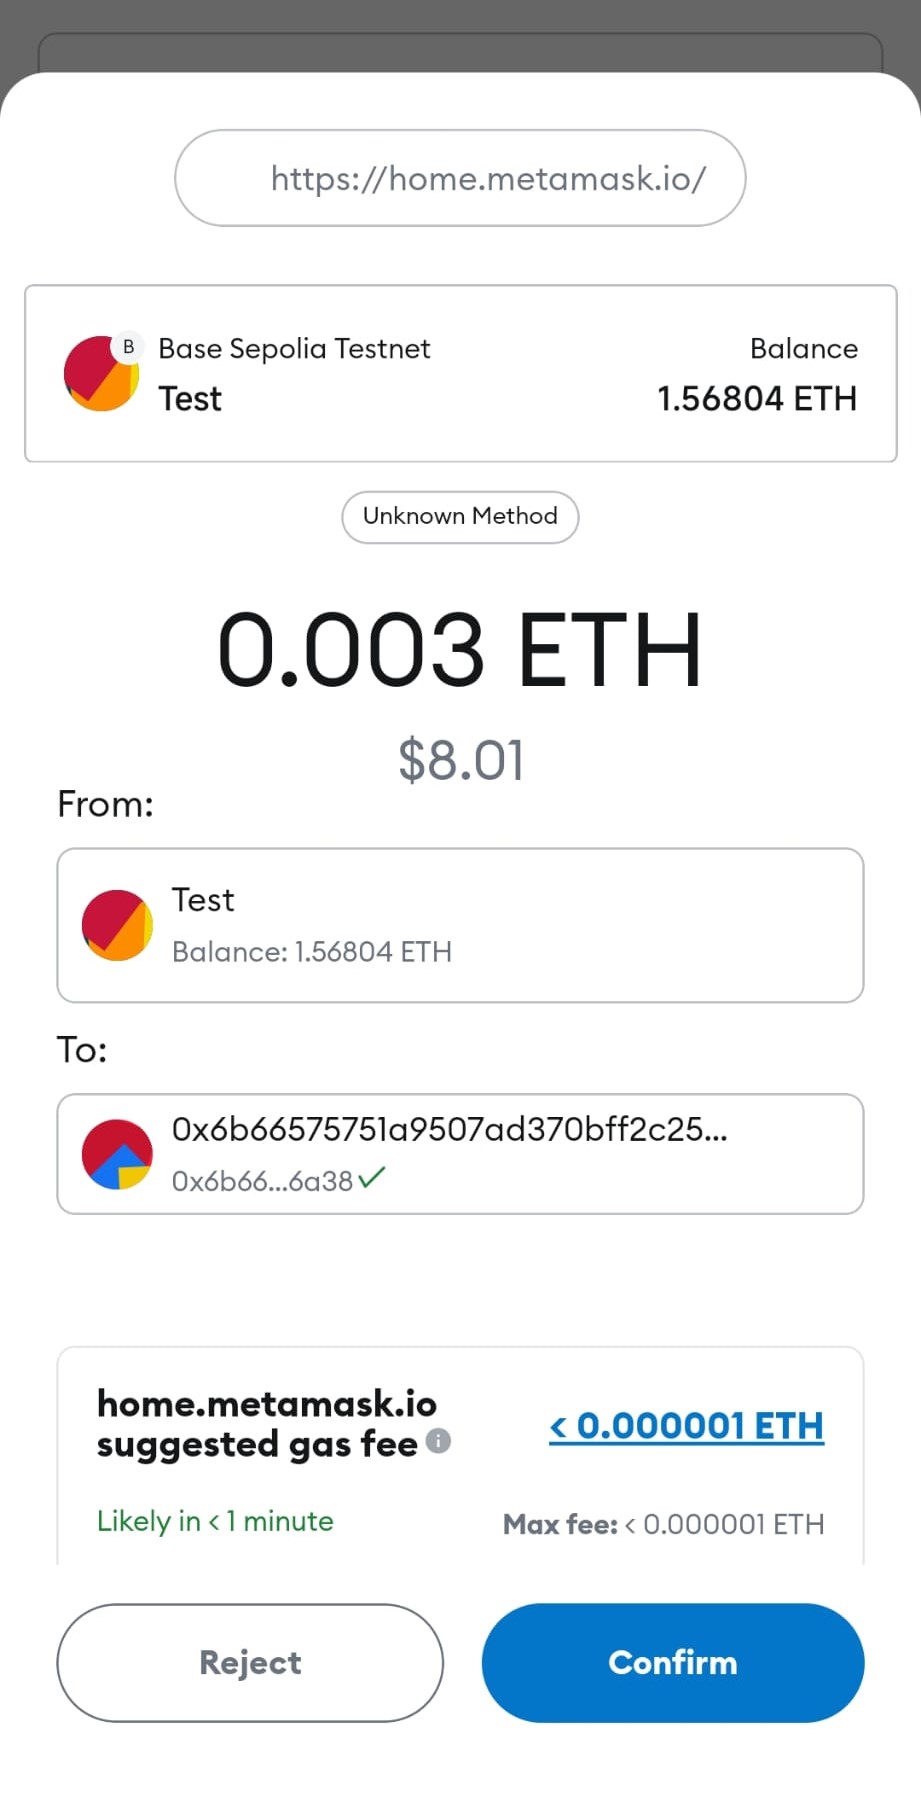 https://home.metamask.io/
B
Base Sepolia Testnet
Balance
Test
1.56804 ETH
Unknown Method
0.003 ETH
$8.01
From:
Test
Balance: 1.56804 ETH
To:
0x6b66575751a9507ad370bff2c25...
0x6b66...6a38
home.metamask.io
suggested gas fee
< 0.000001 ETH
Likely in < 1 minute
Max fee: < 0.000001 ETH
Reject
Confirm